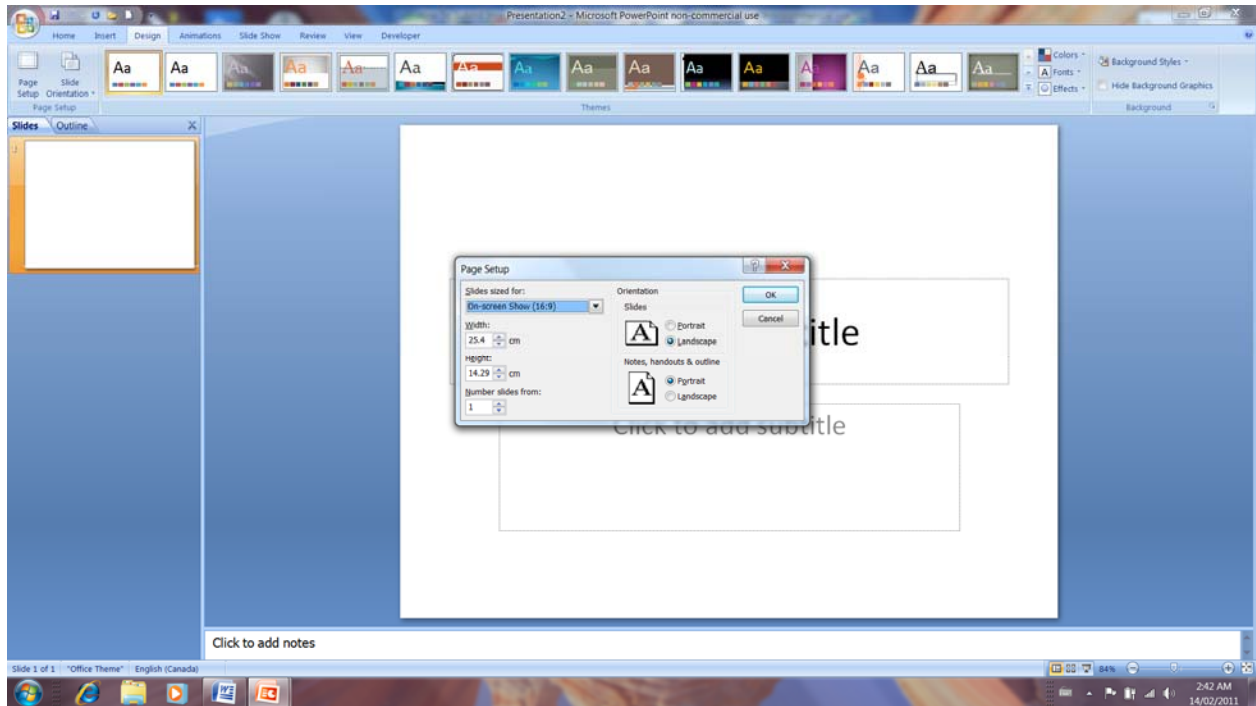 Presentation2 - Microsoft PowerPoint non-commercial use
Home Insert Design Animations Slide Show Review View Developer
Page Setup
Slide Orientation
Aa Aa Aa Aa Aa Aa Aa Aa Aa Aa Aa Aa Aa Aa Aa Aa
Colors
Fonts
Effects
Background Styles
Hide Background Graphics
Page Setup
Themes
Background
Slides Outline
1
Page Setup
Slides sized for:
On-screen Show (16:9)
Width:
25.4 cm
Height:
14.29 cm
Number slides from:
1
Orientation
Slides
A
Portrait
Landscape
Notes, handouts & outline
A
Portrait
Landscape
OK
Cancel
itle
Click to add subtitle
Click to add notes
Slide 1 of 1 "Office Theme" English (Canada)
84%
2:42 AM
14/02/2011